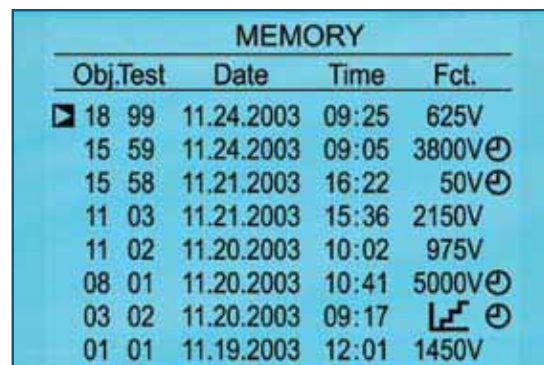 MEMORY
Obj.Test Date Time Fct.
18 99 11.24.2003 09:25 625V
15 59 11.24.2003 09:05 3800V
15 58 11.21.2003 16:22 50V
11 03 11.21.2003 15:36 2150V
11 02 11.20.2003 10:02 975V
08 01 11.20.2003 10:41 5000V
03 02 11.20.2003 09:17
01 01 11.19.2003 12:01 1450V